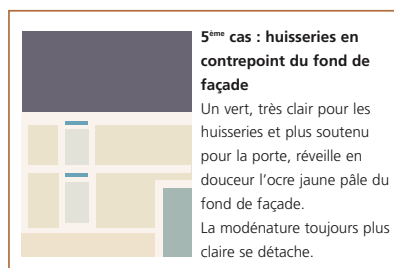 5ème cas : huisseries en
contrepoint du fond de
façade
Un vert, très clair pour les
huisseries et plus soutenu
pour la porte, réveille en
douceur l’ocre jaune pâle du
fond de façade.
La modénature toujours plus
claire se détache.